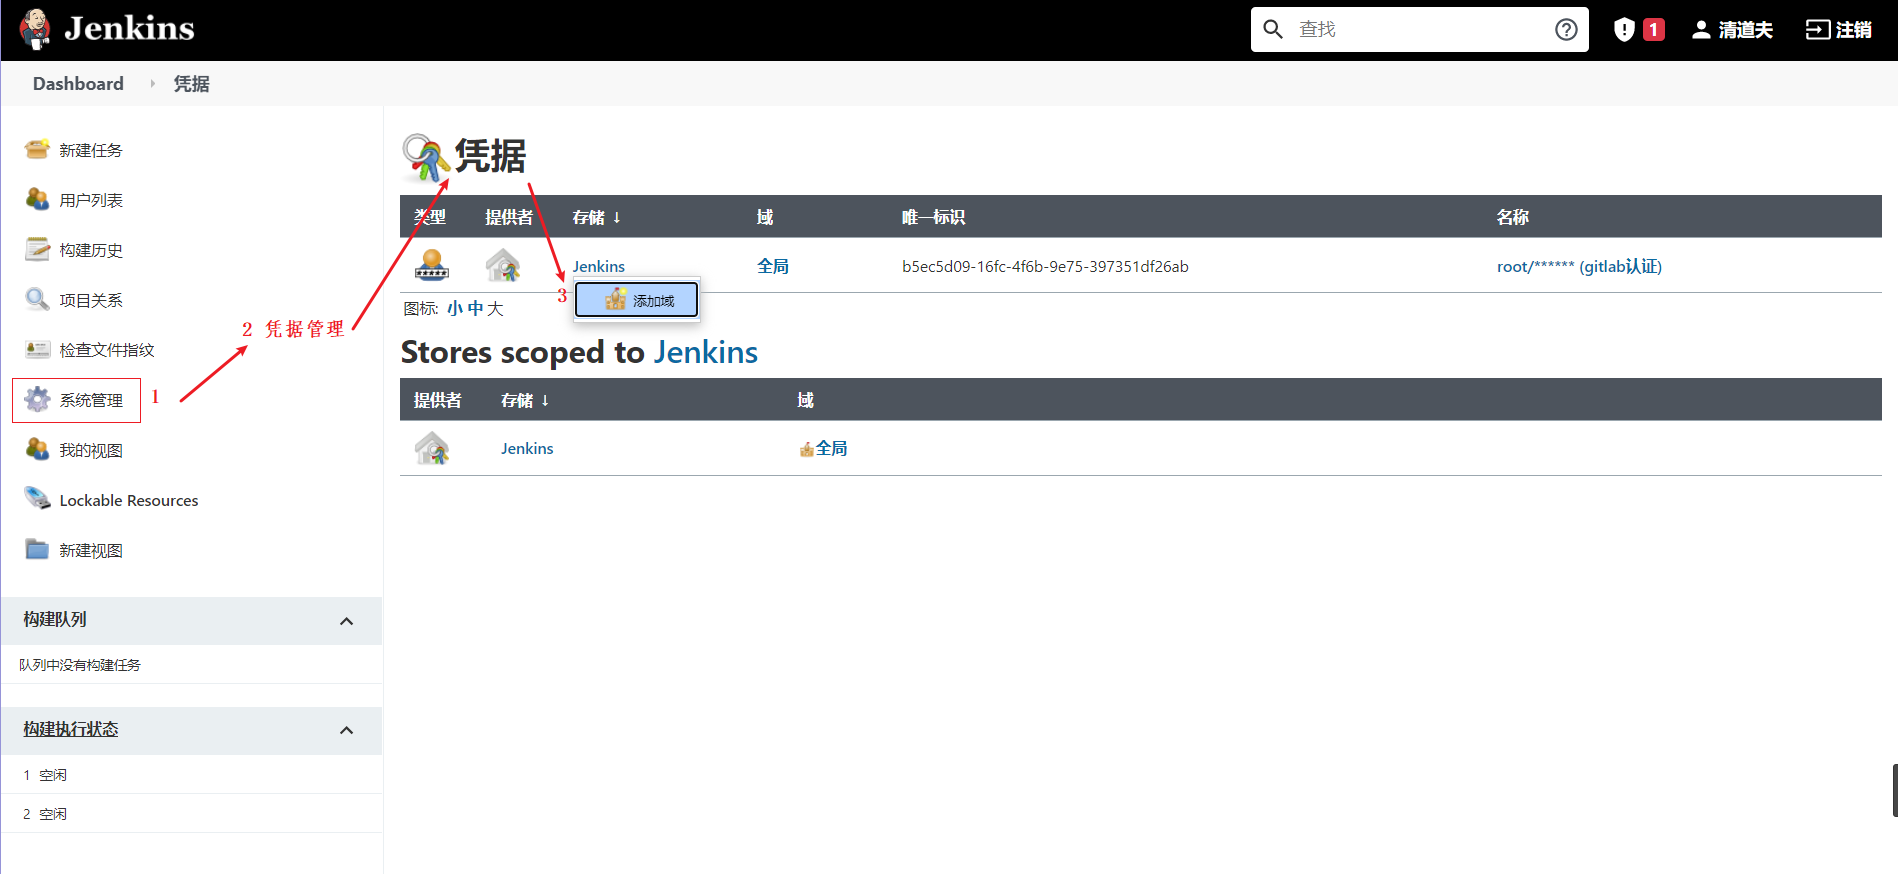 Jenkins
查找
1
清道夫
注销
Dashboard 凭据
新建任务
用户列表
构建历史
项目关系
检查文件指纹
系统管理
1
我的视图
Lockable Resources
新建视图
构建队列
队列中没有构建任务
构建执行状态
1 空闲
2 空闲
2 凭据管理
凭据
类型 提供者 存储 ↓ 域 唯一标识 名称
Jenkins 全局 b5ec5d09-16fc-4f6b-9e75-397351df26ab root/****** (gitlab认证)
3
添加域
图标: 小 中 大
Stores scoped to Jenkins
提供者 存储 ↓ 域
Jenkins 全局